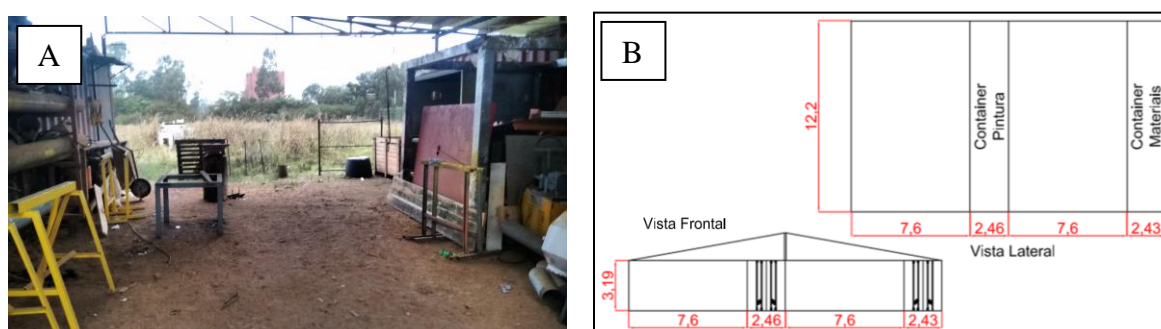 A
B
12,2
Container
Pintura
Container
Materiais
7,6
2,46
7,6
2,43
Vista Lateral
Vista Frontal
3,19
7,6
2,46
7,6
2,43